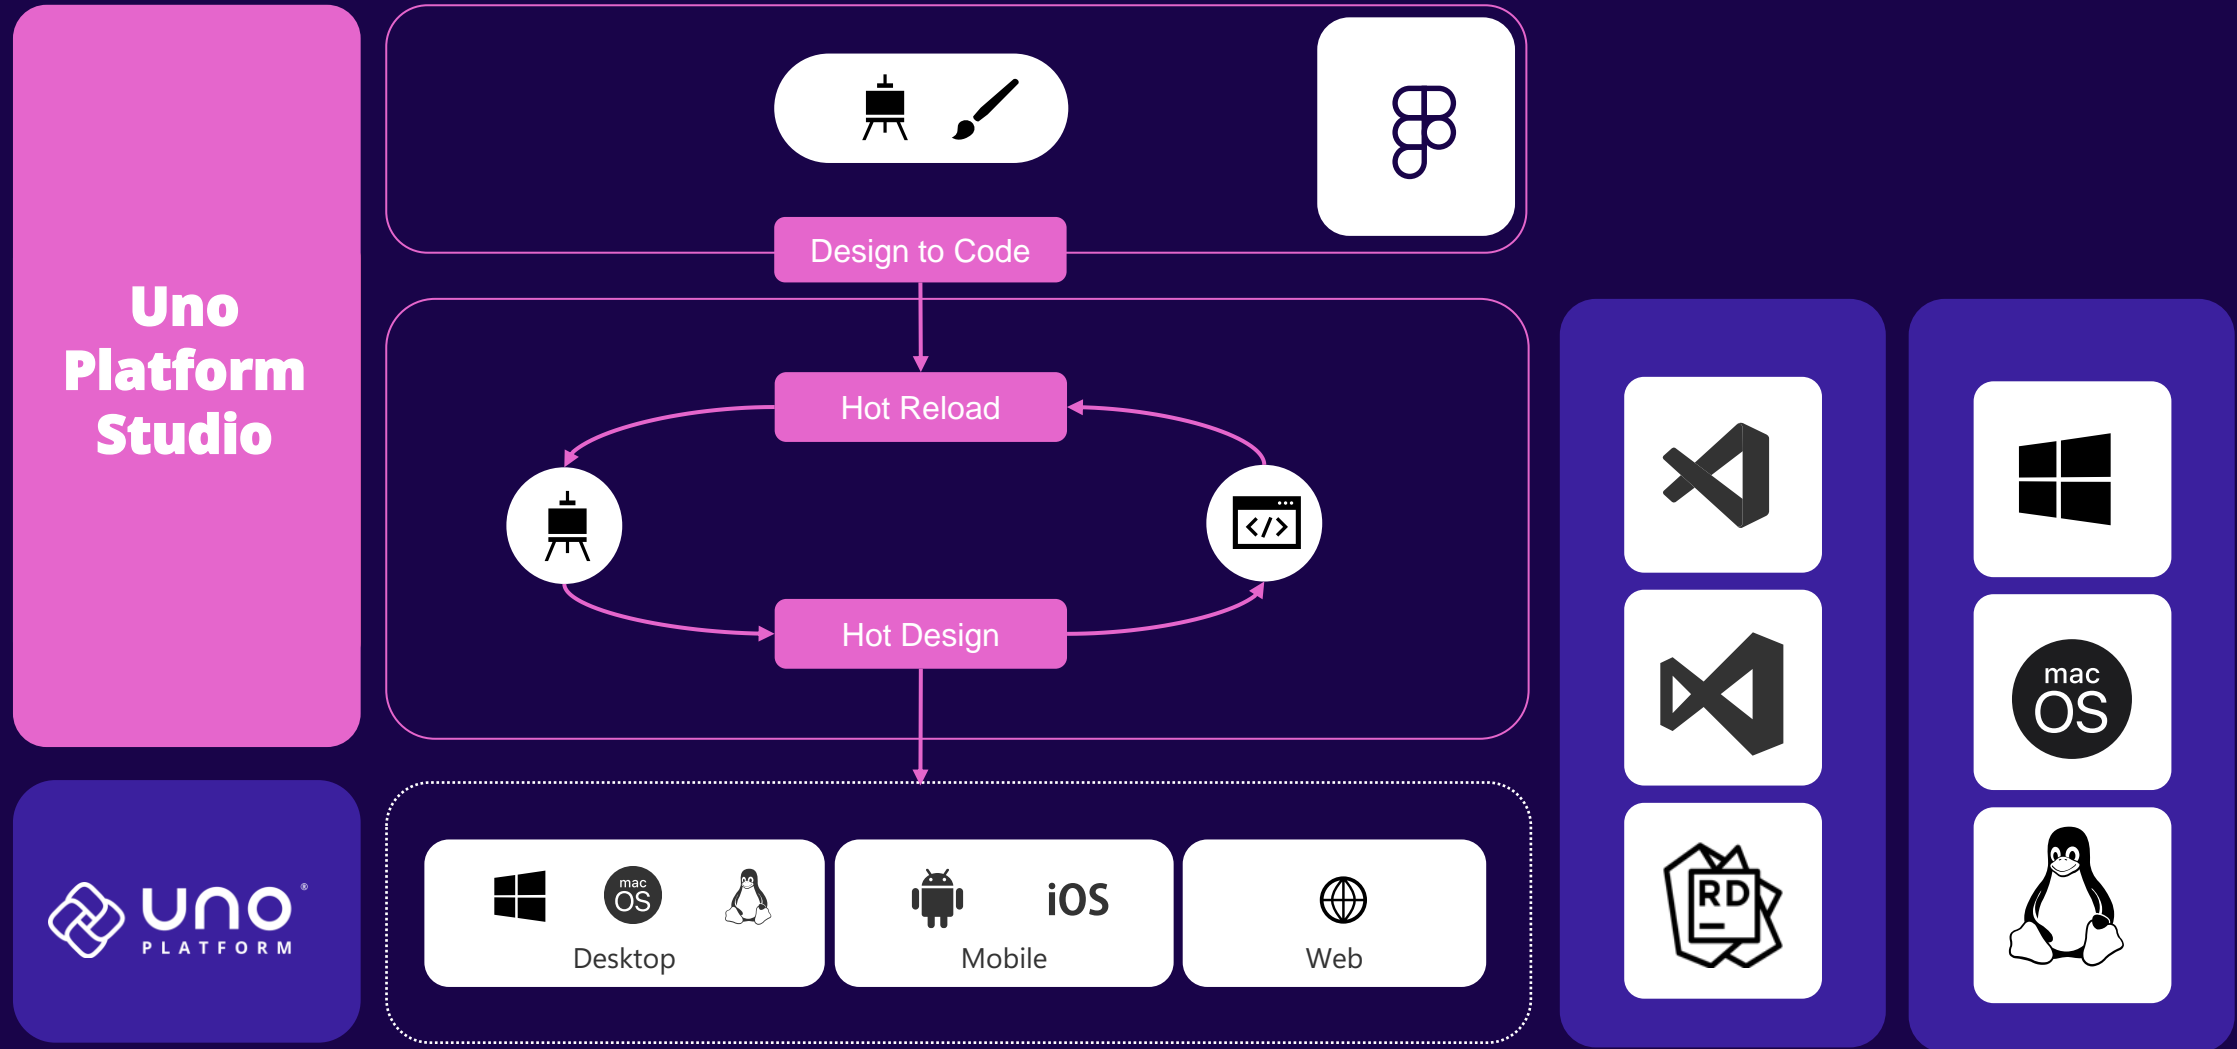 Uno
Platform
Studio
Design to Code
Hot Reload
Hot Design
uno®
PLATFORM
mac
OS
Desktop
iOS
Mobile
Web
RD
mac
OS